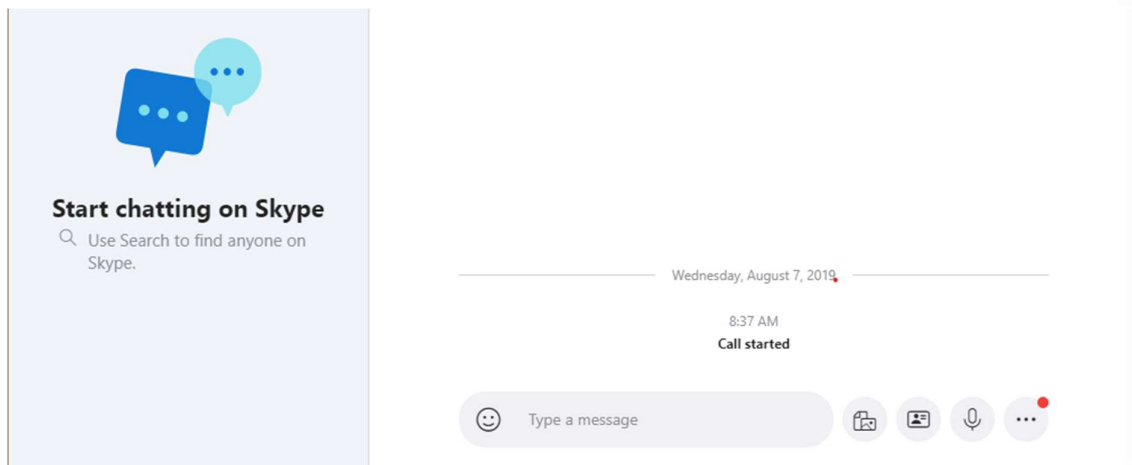 Start chatting on Skype
Use Search to find anyone on
Skype.
Wednesday, August 7, 2019
8:37 AM
Call started
Type a message